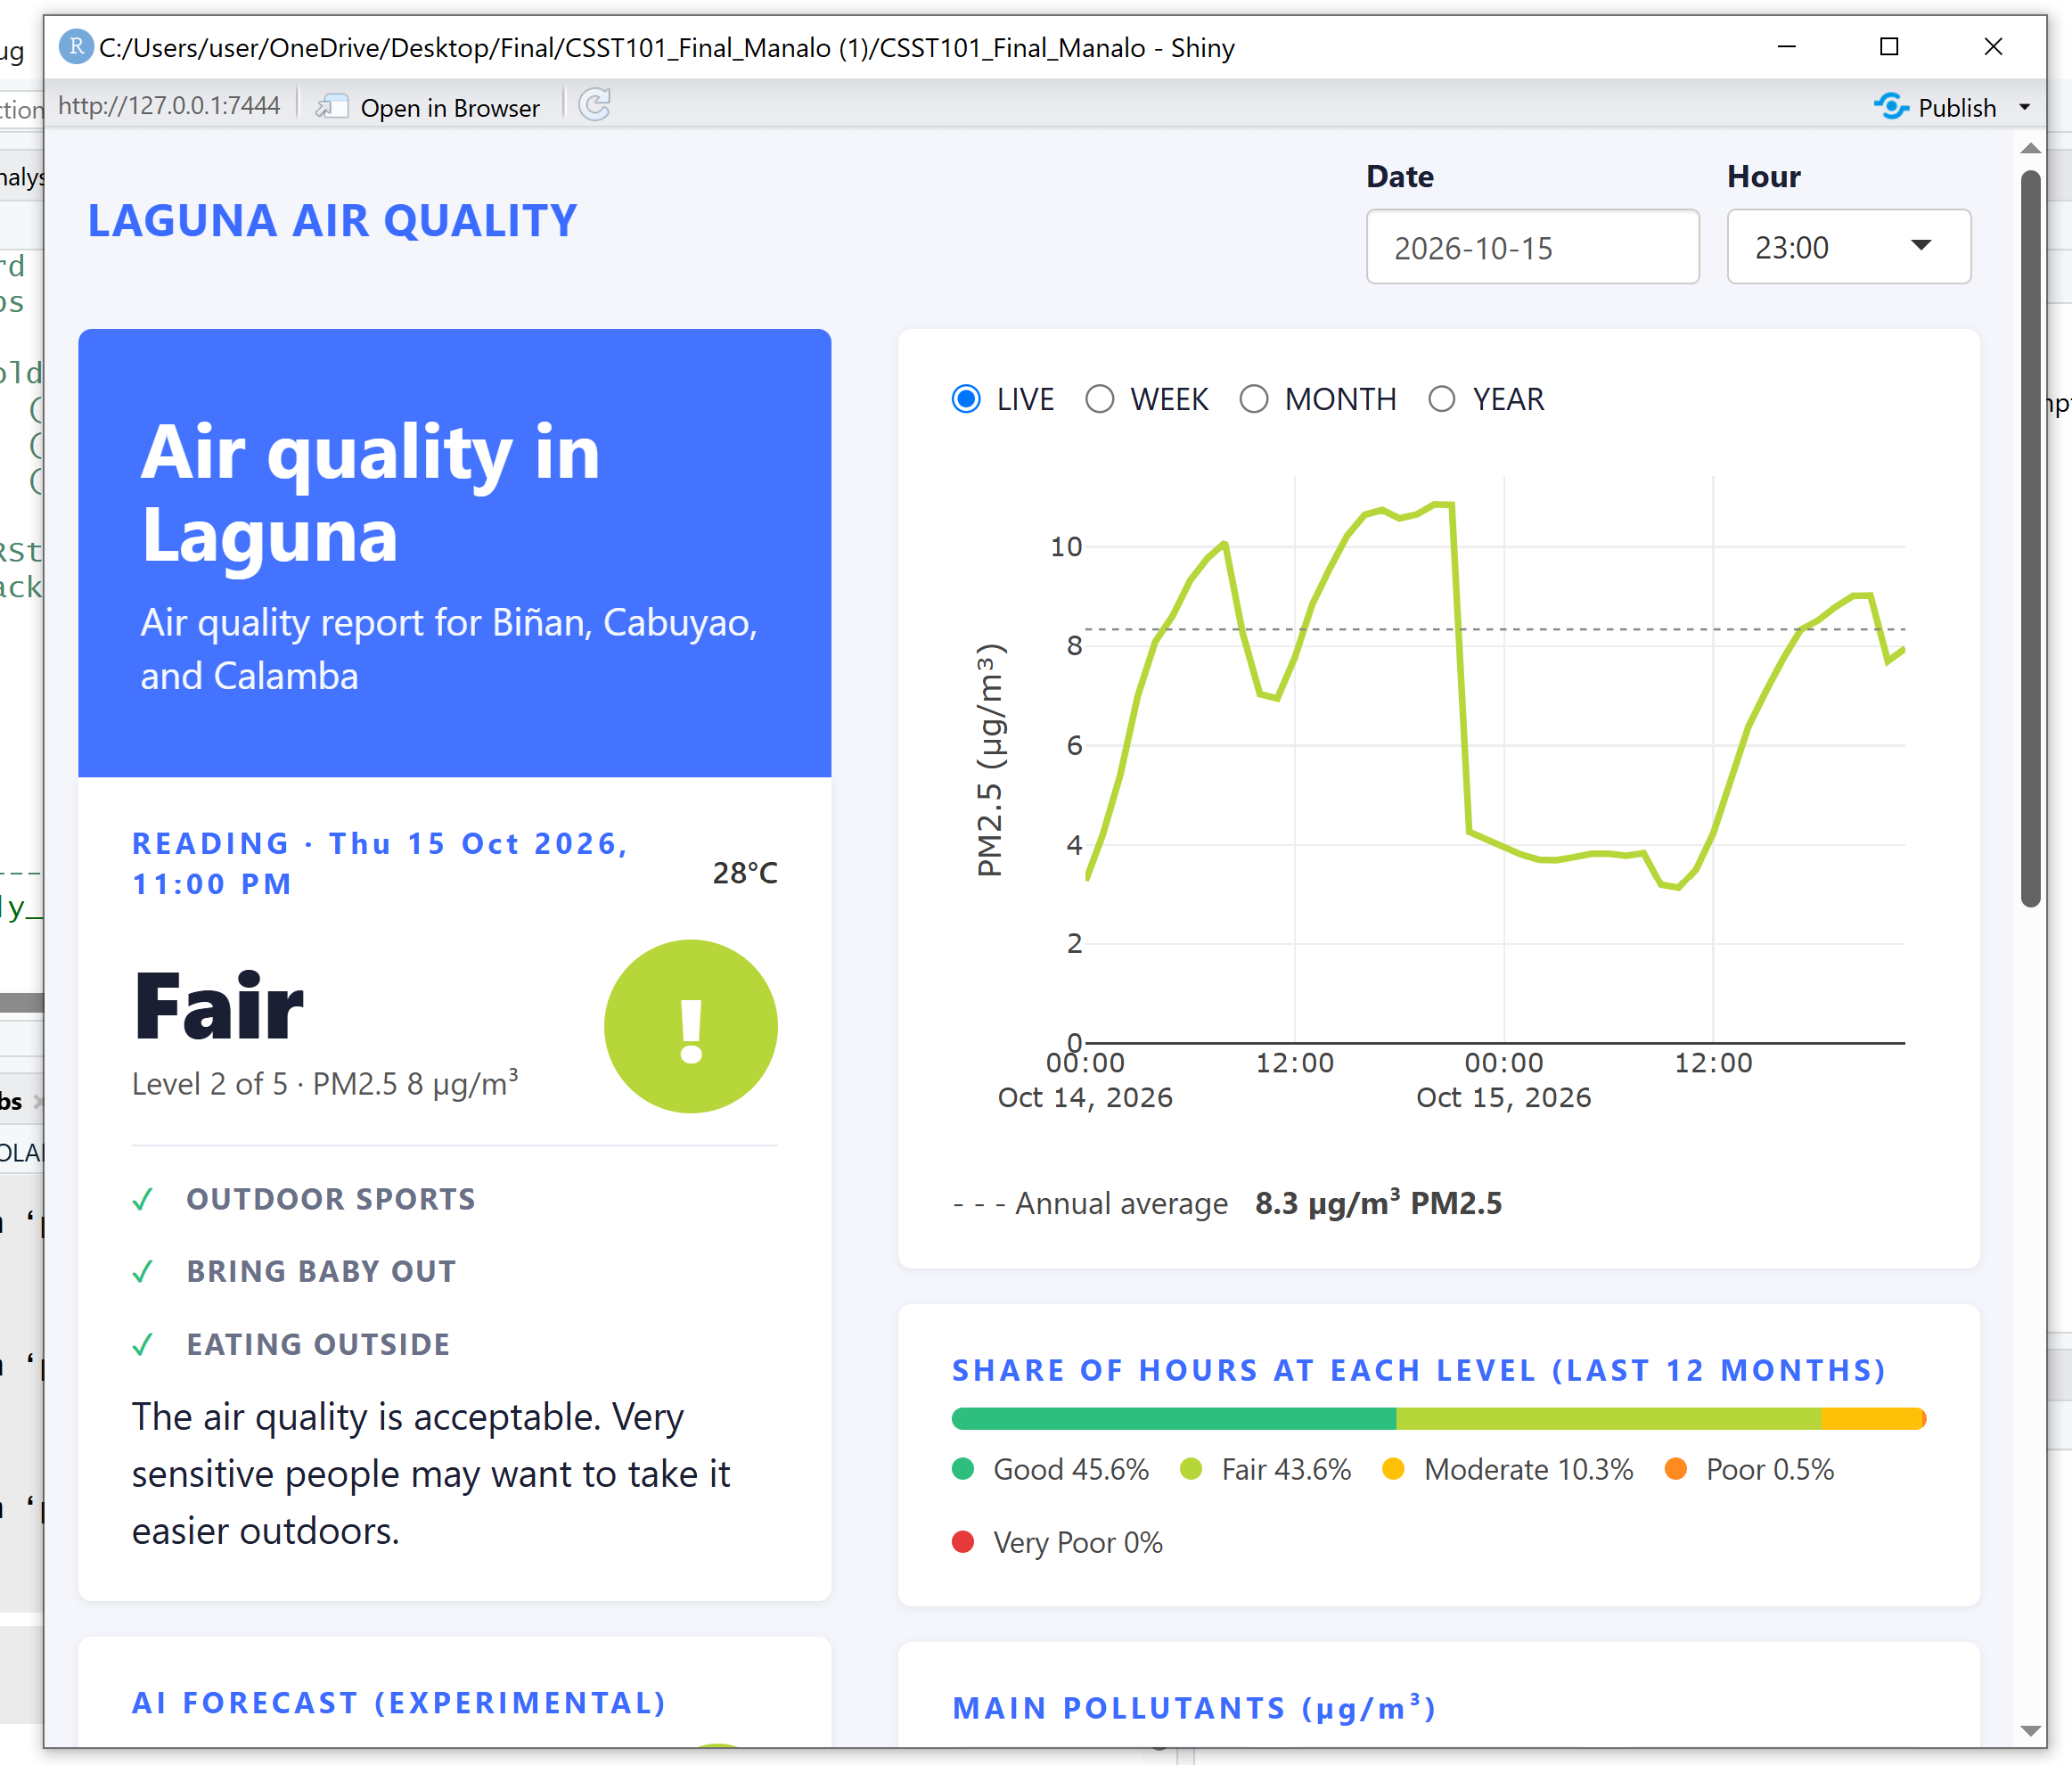 C:/Users/user/OneDrive/Desktop/Final/CSST101_Final_Manalo (1)/CSST101_Final_Manalo - Shiny
http://127.0.0.1:7444
Open in Browser
Publish
LAGUNA AIR QUALITY
Date
2026-10-15
Hour
23:00
Air quality in
Laguna
Air quality report for Biñan, Cabuyao,
and Calamba
READING · Thu 15 Oct 2026,
11:00 PM
28°C
Fair
Level 2 of 5 · PM2.5 8 µg/m³
!
✓ OUTDOOR SPORTS
✓ BRING BABY OUT
✓ EATING OUTSIDE
The air quality is acceptable. Very
sensitive people may want to take it
easier outdoors.
AI FORECAST (EXPERIMENTAL)
LIVE WEEK MONTH YEAR
PM2.5 (µg/m³)
10
8
6
4
2
0
00:00 12:00 00:00 12:00
Oct 14, 2026 Oct 15, 2026
- - - Annual average 8.3 µg/m³ PM2.5
SHARE OF HOURS AT EACH LEVEL (LAST 12 MONTHS)
Good 45.6% Fair 43.6% Moderate 10.3% Poor 0.5%
Very Poor 0%
MAIN POLLUTANTS (µg/m³)